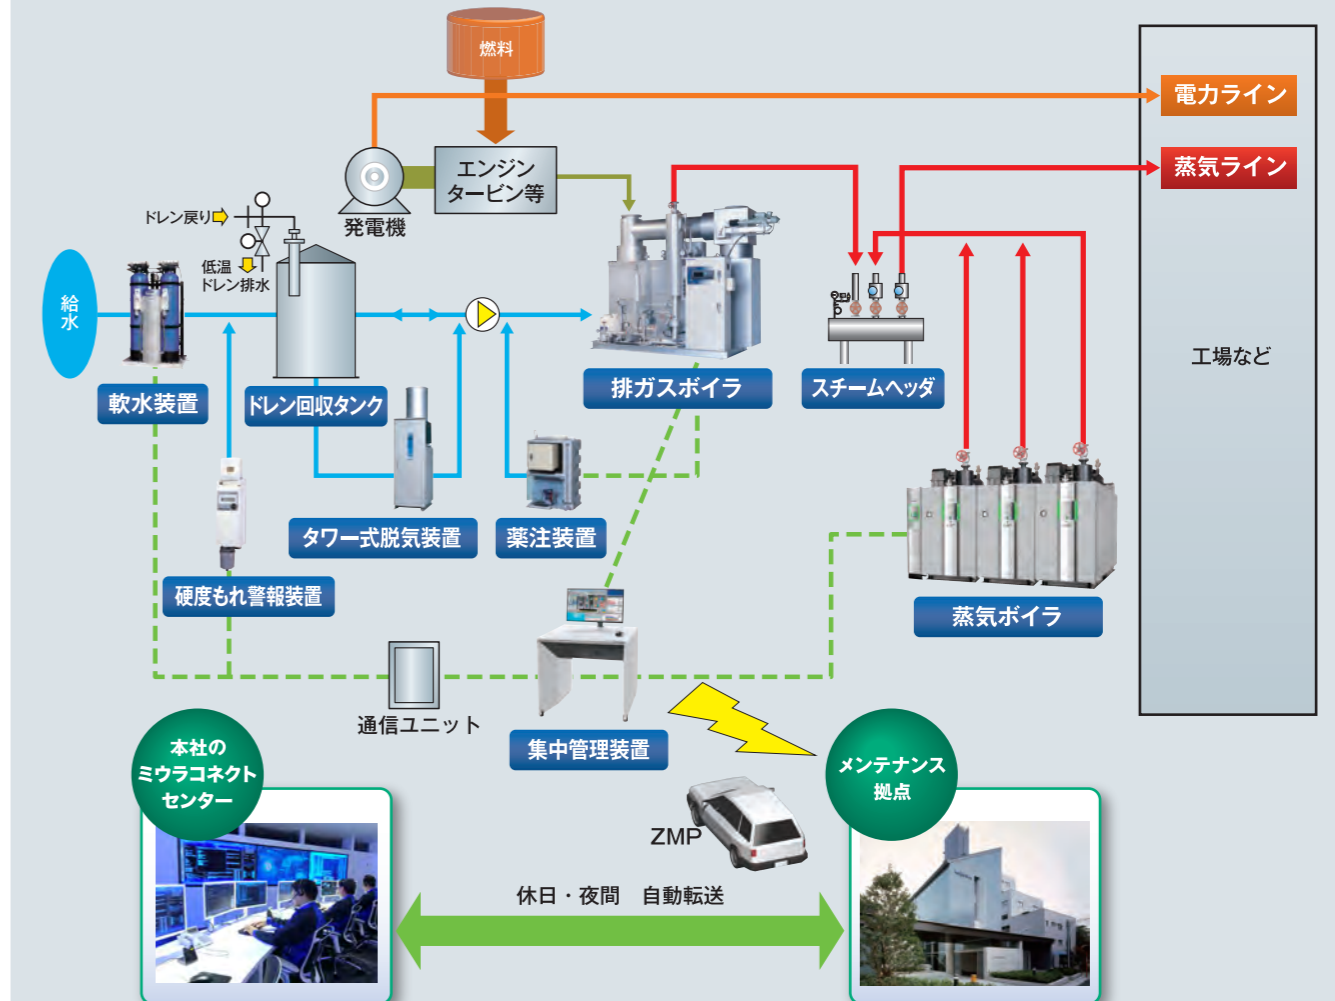 燃料
電力ライン
エンジン
タービン等
蒸気ライン
発電機
ドレン戻り
低温
ドレン排水
給水
工場など
軟水装置
ドレン回収タンク
排ガスボイラ
スチームヘッダ
タワー式脱気装置
薬注装置
硬度もれ警報装置
蒸気ボイラ
通信ユニット
集中管理装置
本社の
ミウラコネクト
センター
メンテナンス
拠点
ZMP
休日・夜間 自動転送